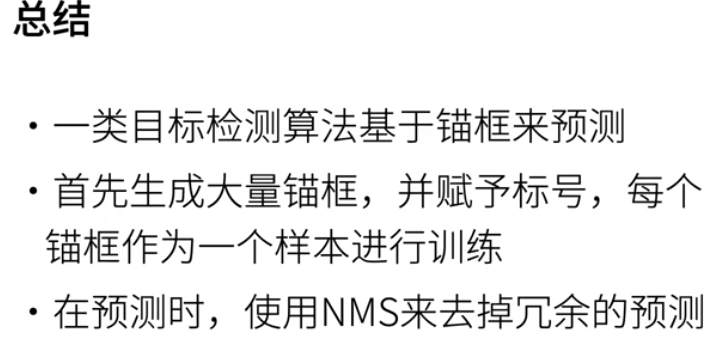 总结
・一类目标检测算法基于锚框来预测
・首先生成大量锚框，并赋予标号，每个
锚框作为一个样本进行训练
・在预测时，使用NMS来去掉冗余的预测